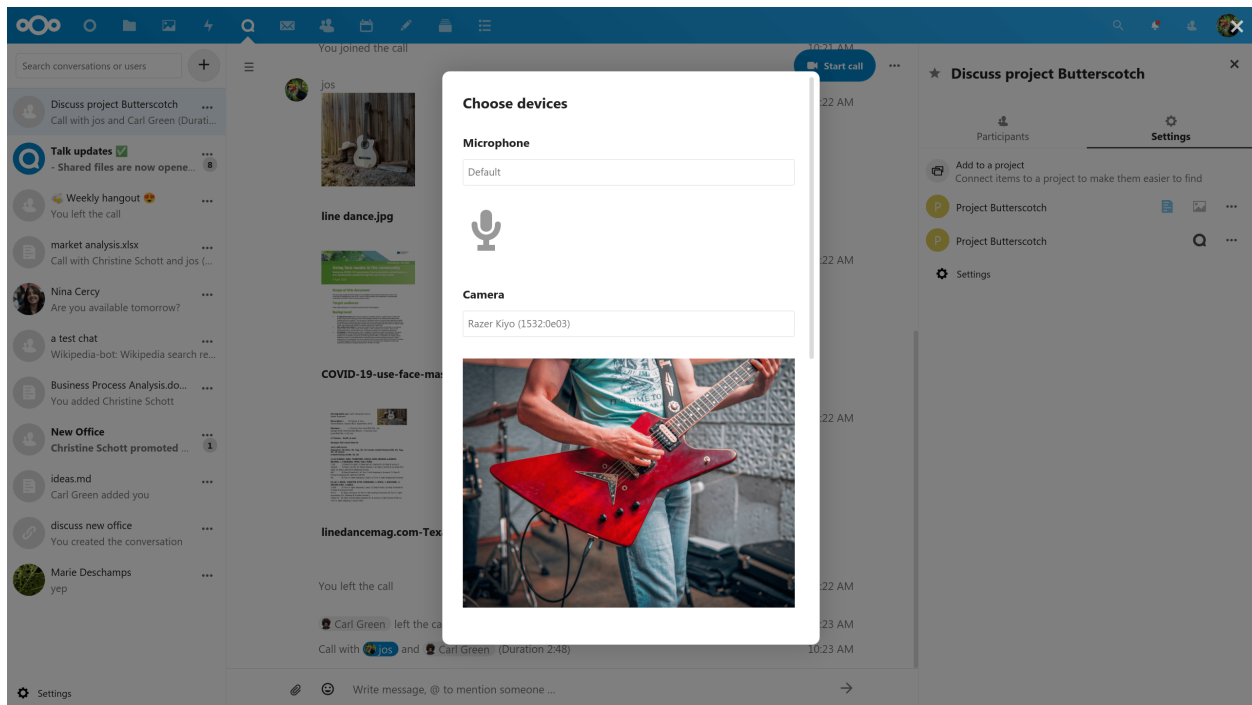 You joined the call
10:21 AM
Search conversations or users
+
Start call
Discuss project Butterscotch
Participants
Settings
Add to a project
Connect items to a project to make them easier to find
P
Project Butterscotch
P
Project Butterscotch
Settings
Discuss project Butterscotch
Call with jos and Carl Green (Durati...
Talk updates ✅
- Shared files are now opene...
8
👋 Weekly hangout 😍
You left the call
market analysis.xlsx
Call with Christine Schott and jos (...
Nina Cercy
Are you available tomorrow?
a test chat
Wikipedia-bot: Wikipedia search re...
Business Process Analysis.do...
You added Christine Schott
New Office
Christine Schott promoted ...
1
ideas.md
Carl Green added you
discuss new office
You created the conversation
Marie Deschamps
yep
Settings
jos
:22 AM
line dance.jpg
:22 AM
COVID-19-use-face-mas
:22 AM
linedancemag.com-Tex
You left the call
:22 AM
Carl Green left the ca
:23 AM
Call with jos and Carl Green (Duration 2:48)
10:23 AM
Write message, @ to mention someone ...
Choose devices
Microphone
Default
Camera
Razer Kiyo (1532:0e03)